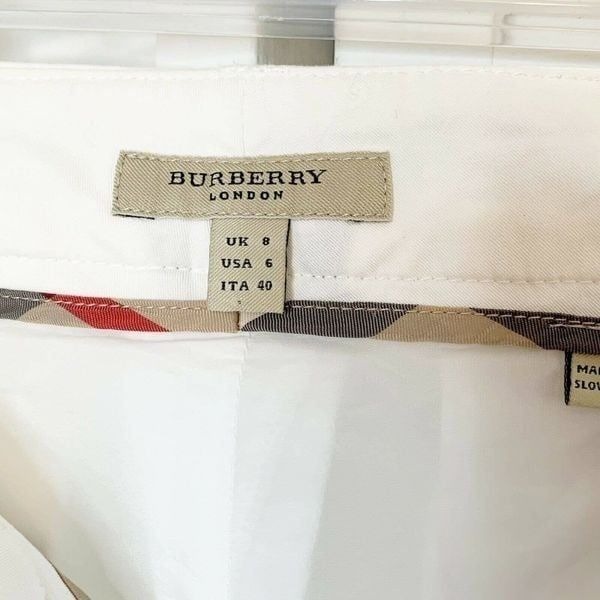 BURBERRY
LONDON
UK 8
USA 6
ITA 40